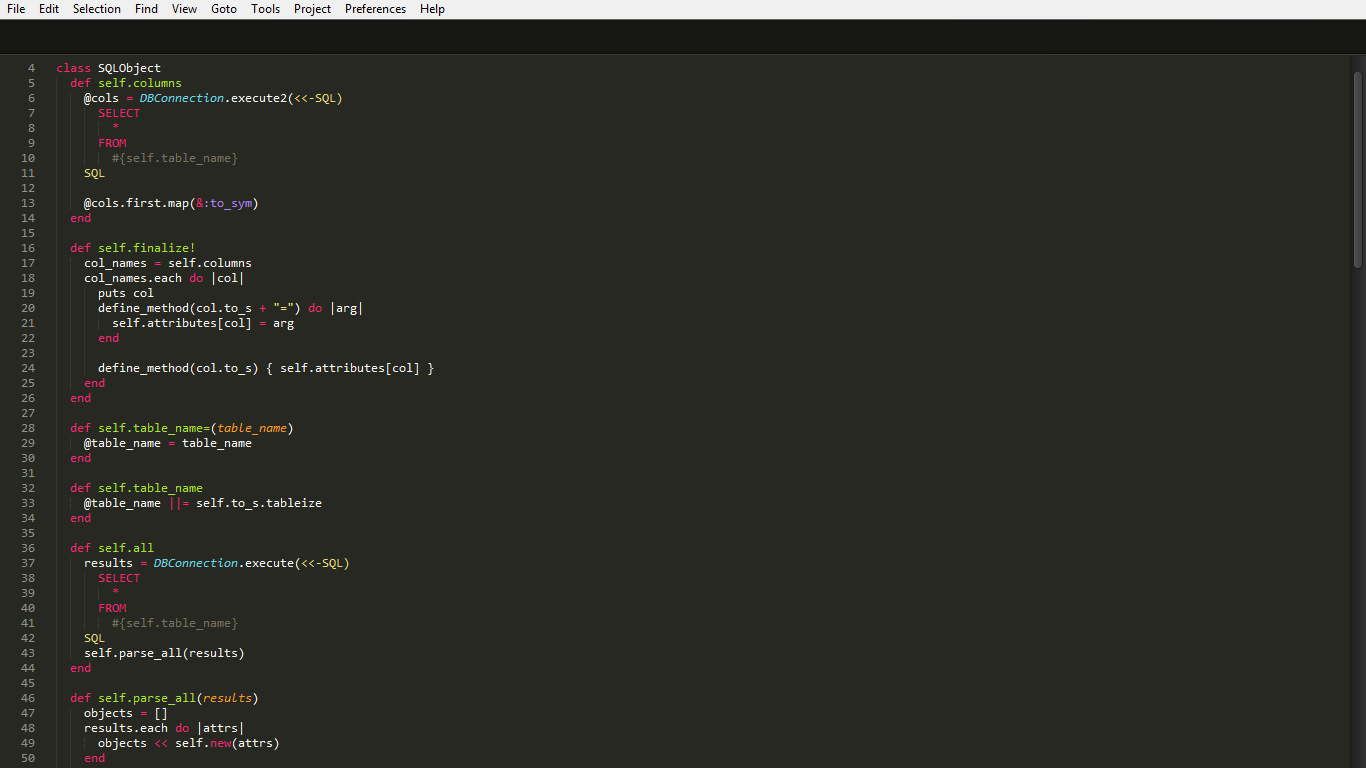 File Edit Selection Find View Goto Tools Project Preferences Help
4 class SQLObject
5   def self.columns
6     @cols = DBConnection.execute2(<<-SQL)
7       SELECT
8         *
9       FROM
10         #{self.table_name}
11     SQL
12
13     @cols.first.map(&:to_sym)
14   end
15
16   def self.finalize!
17     col_names = self.columns
18     col_names.each do |col|
19       puts col
20       define_method(col.to_s + "=") do |arg|
21         self.attributes[col] = arg
22       end
23
24       define_method(col.to_s) { self.attributes[col] }
25     end
26   end
27
28   def self.table_name=(table_name)
29     @table_name = table_name
30   end
31
32   def self.table_name
33     @table_name ||= self.to_s.tableize
34   end
35
36   def self.all
37     results = DBConnection.execute(<<-SQL)
38       SELECT
39         *
40       FROM
41         #{self.table_name}
42     SQL
43     self.parse_all(results)
44   end
45
46   def self.parse_all(results)
47     objects = []
48     results.each do |attrs|
49       objects << self.new(attrs)
50     end